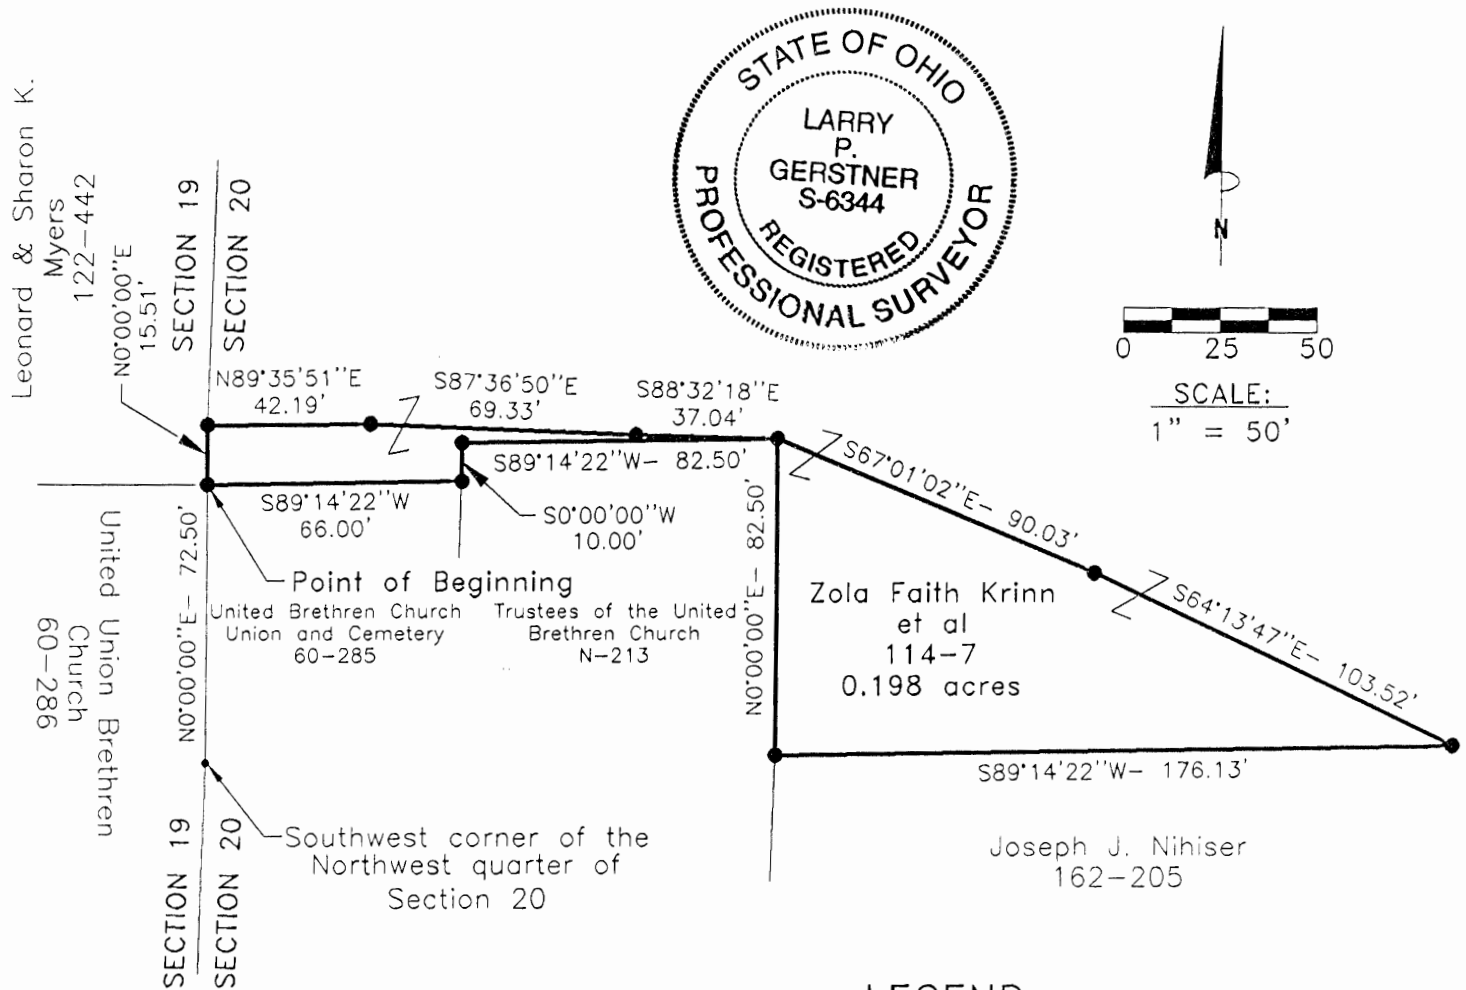 STATE OF OHIO
LARRY
P.
GERSTNER
S-6344
REGISTERED
PROFESSIONAL SURVEYOR
N
0 25 50
SCALE:
1" = 50'
Leonard & Sharon K.
Myers
122-442
N0°00'00"E
15.51'
SECTION 19
SECTION 20
N89°35'51"E
42.19'
S87°36'50"E
69.33'
S88°32'18"E
37.04'
S89°14'22"W- 82.50'
S67°01'02"E- 90.03'
S89°14'22"W
66.00'
S0°00'00"W
10.00'
N0°00'00"E- 82.50'
S64°13'47"E- 103.52'
Point of Beginning
United Brethren Church
Union and Cemetery
60-285
Trustees of the United
Brethren Church
N-213
Zola Faith Krinn
et al
114-7
0.198 acres
N0°00'00"E- 72.50'
United Union Brethren
Church
60-286
S89°14'22"W- 176.13'
Southwest corner of the
Northwest quarter of
Section 20
Joseph J. Nihiser
162-205
SECTION 19
SECTION 20
LEGEND